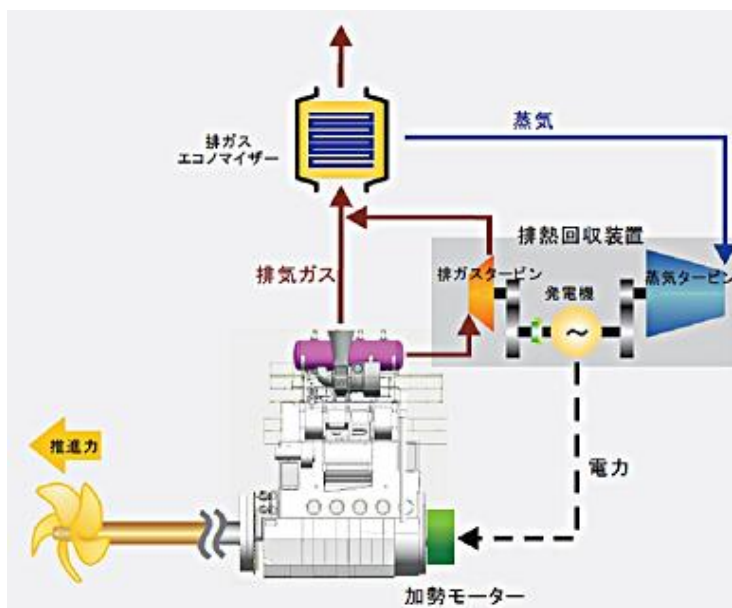 蒸気
排ガス
エコノマイザー
排熱回収装置
排気ガス
排ガスタービン
蒸気タービン
発電機
~
推進力
電力
加勢モーター